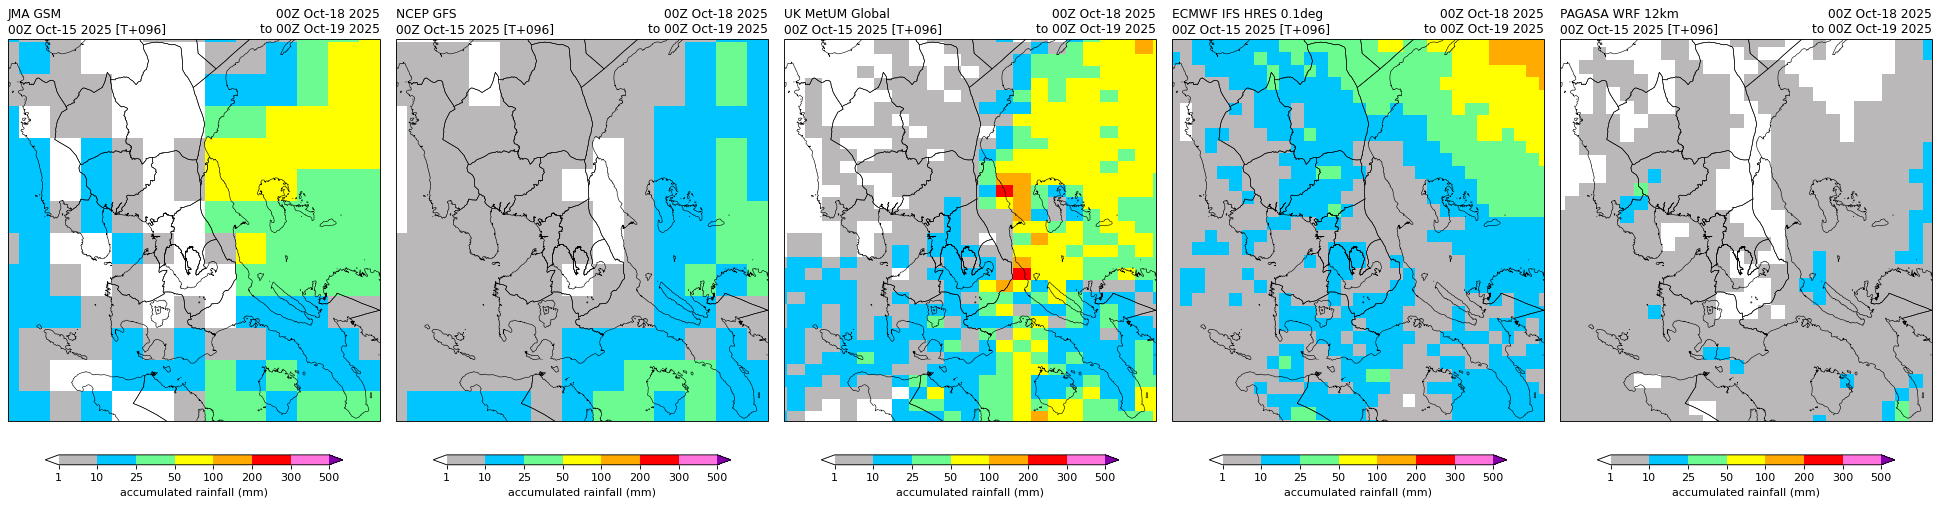 JMA GSM 00Z Oct-18 2025
00Z Oct-15 2025 [T+096] to 00Z Oct-19 2025
1 10 25 50 100 200 300 500
accumulated rainfall (mm)
NCEP GFS 00Z Oct-18 2025
00Z Oct-15 2025 [T+096] to 00Z Oct-19 2025
1 10 25 50 100 200 300 500
accumulated rainfall (mm)
UK MetUM Global 00Z Oct-18 2025
00Z Oct-15 2025 [T+096] to 00Z Oct-19 2025
1 10 25 50 100 200 300 500
accumulated rainfall (mm)
ECMWF IFS HRES 0.1deg 00Z Oct-18 2025
00Z Oct-15 2025 [T+096] to 00Z Oct-19 2025
1 10 25 50 100 200 300 500
accumulated rainfall (mm)
PAGASA WRF 12km 00Z Oct-18 2025
00Z Oct-15 2025 [T+096] to 00Z Oct-19 2025
1 10 25 50 100 200 300 500
accumulated rainfall (mm)